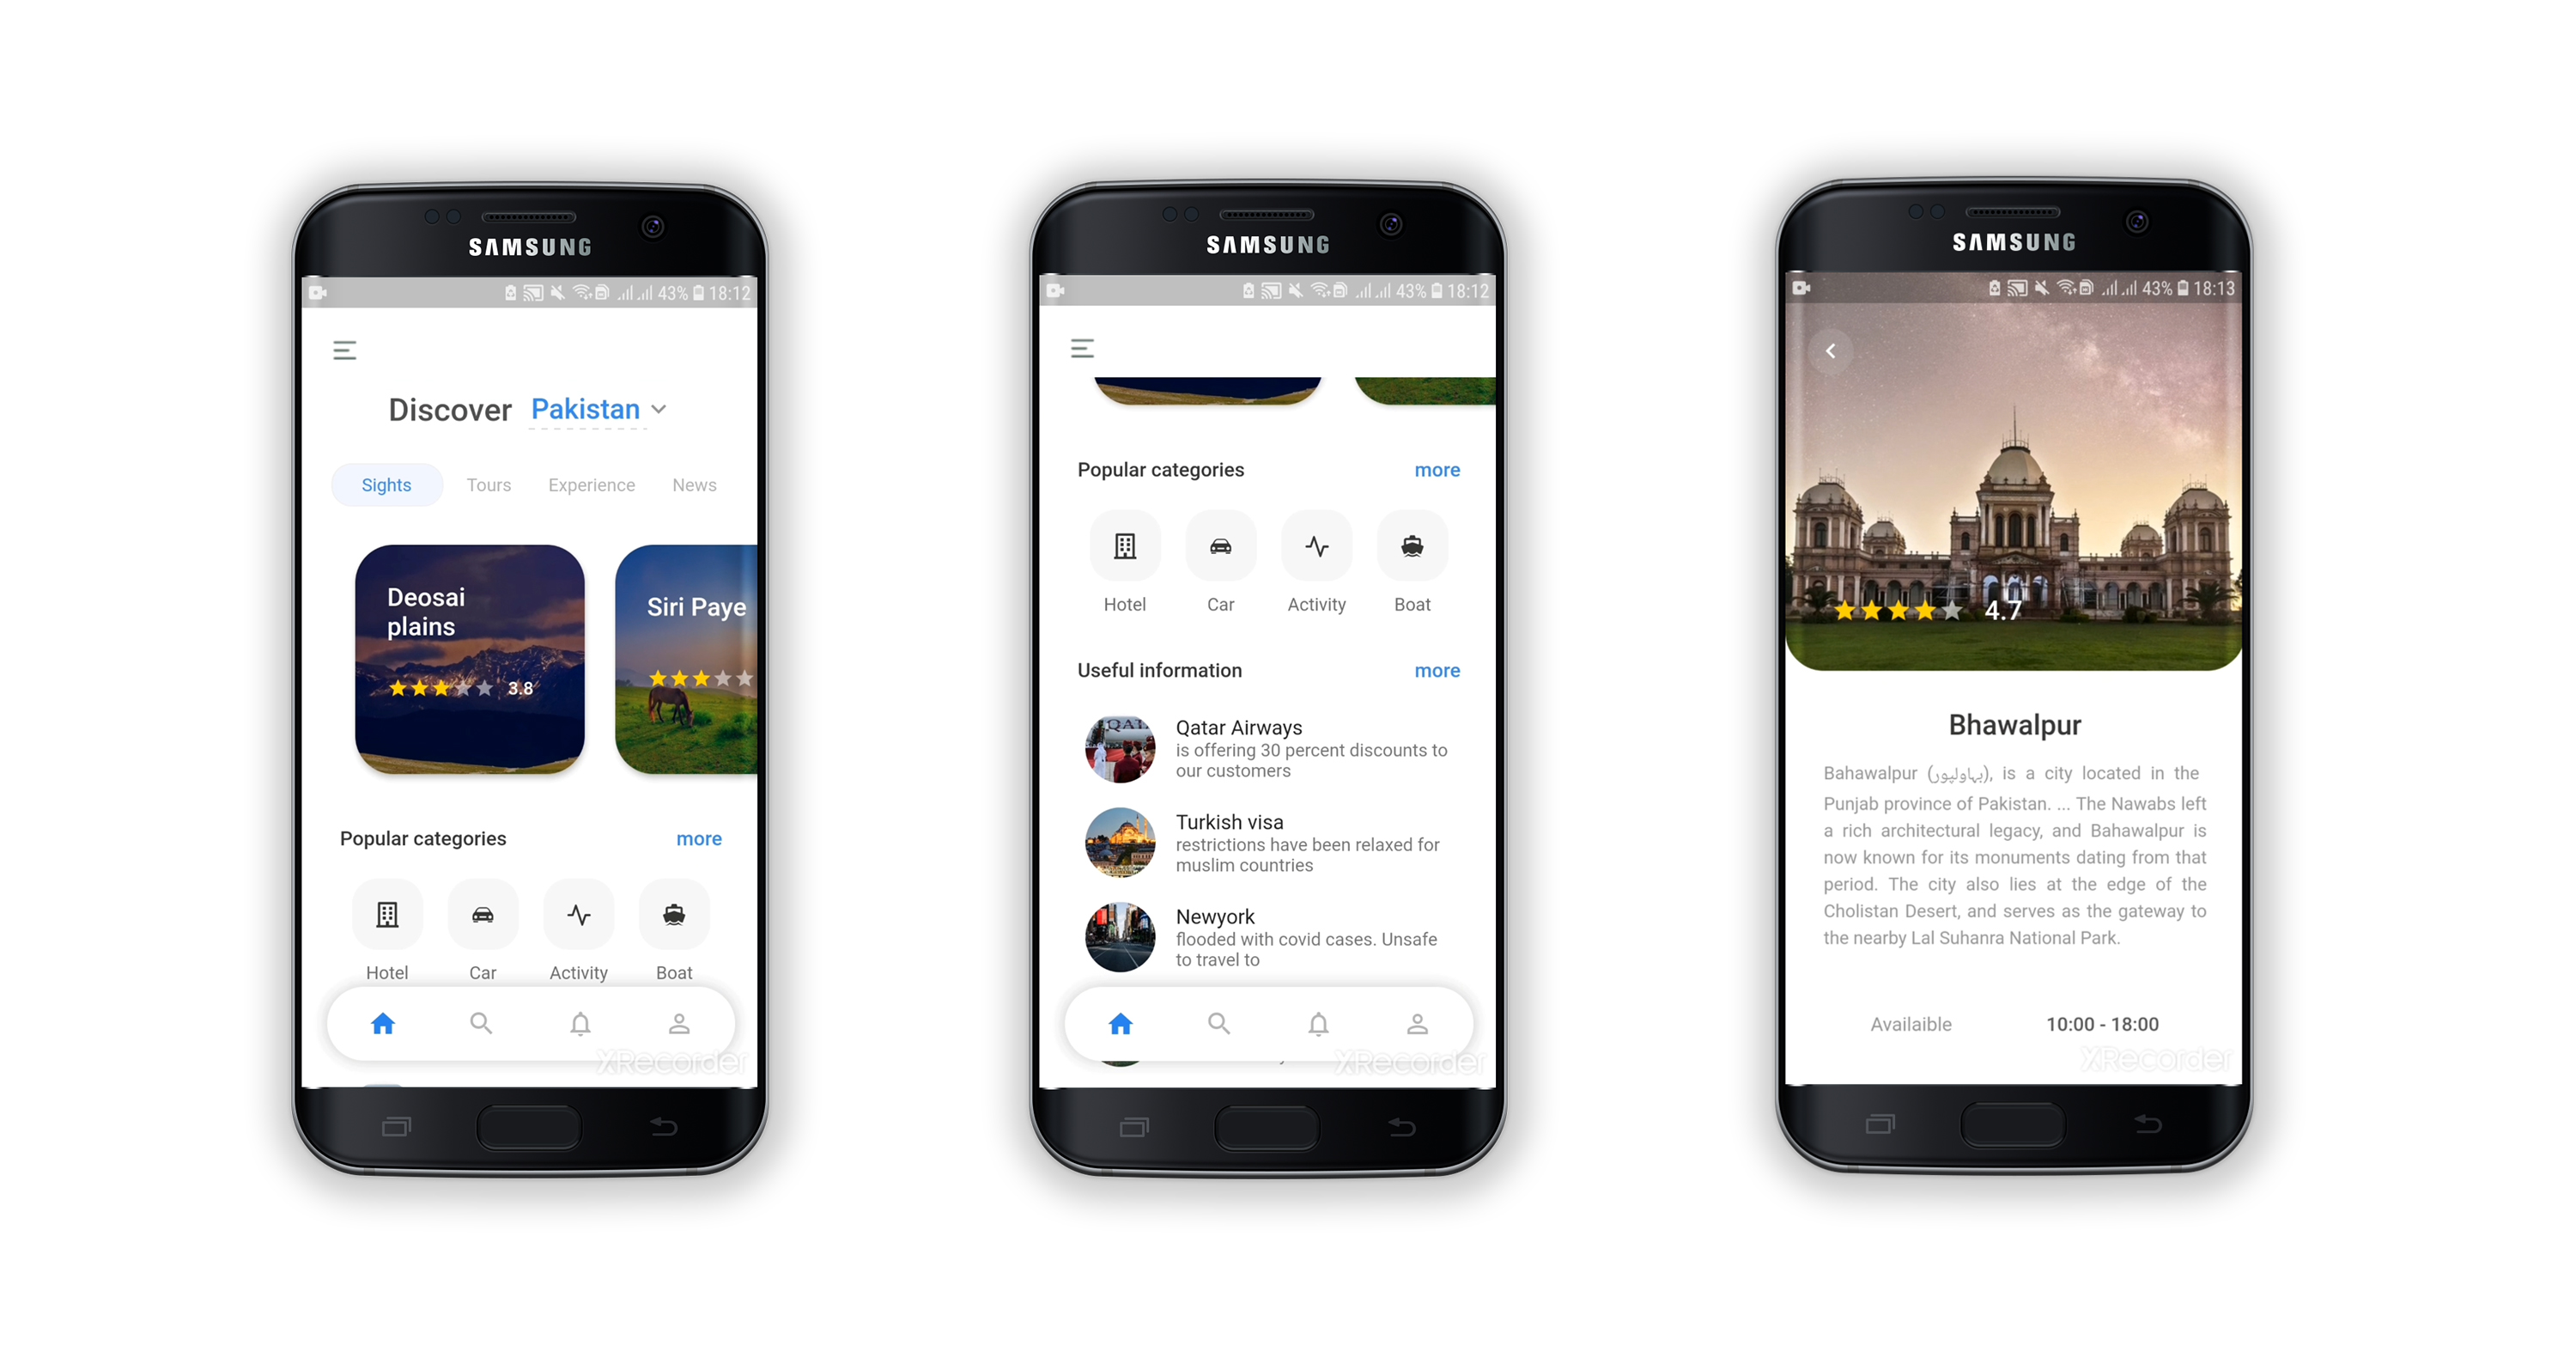 SAMSUNG
43% 18:12
Discover Pakistan
Sights Tours Experience News
Deosai
plains
3.8
Siri Paye
Popular categories more
Hotel Car Activity Boat
XRecorder
SAMSUNG
43% 18:12
Popular categories more
Hotel Car Activity Boat
Useful information more
QATA
Qatar Airways
is offering 30 percent discounts to
our customers
Turkish visa
restrictions have been relaxed for
muslim countries
Newyork
flooded with covid cases. Unsafe
to travel to
XRecorder
SAMSUNG
43% 18:13
4.7
Bhawalpur
Bahawalpur (بہاولپور), is a city located in the
Punjab province of Pakistan. ... The Nawabs left
a rich architectural legacy, and Bahawalpur is
now known for its monuments dating from that
period. The city also lies at the edge of the
Cholistan Desert, and serves as the gateway to
the nearby Lal Suhanra National Park.
Availaible 10:00 - 18:00
XRecorder